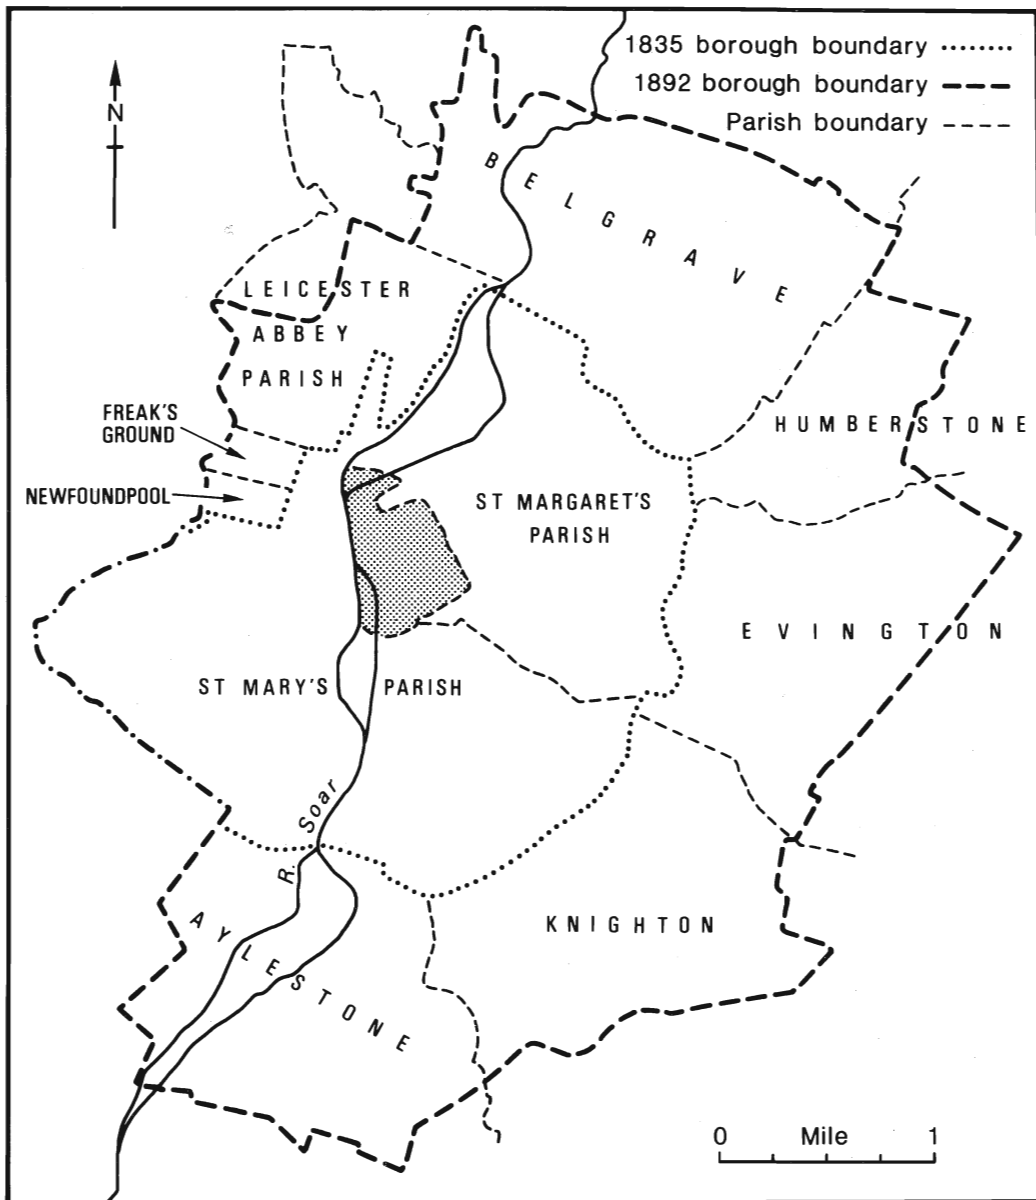 1835 borough boundary
1892 borough boundary
Parish boundary
N
BELGRAVE
LEICESTER
ABBEY
PARISH
FREAK'S
GROUND
NEWFOUNDPOOL
HUMBERSTONE
ST MARGARET'S
PARISH
EVINGTON
ST MARY'S PARISH
R. Soar
KNIGHTON
AYLESTONE
0 Mile 1